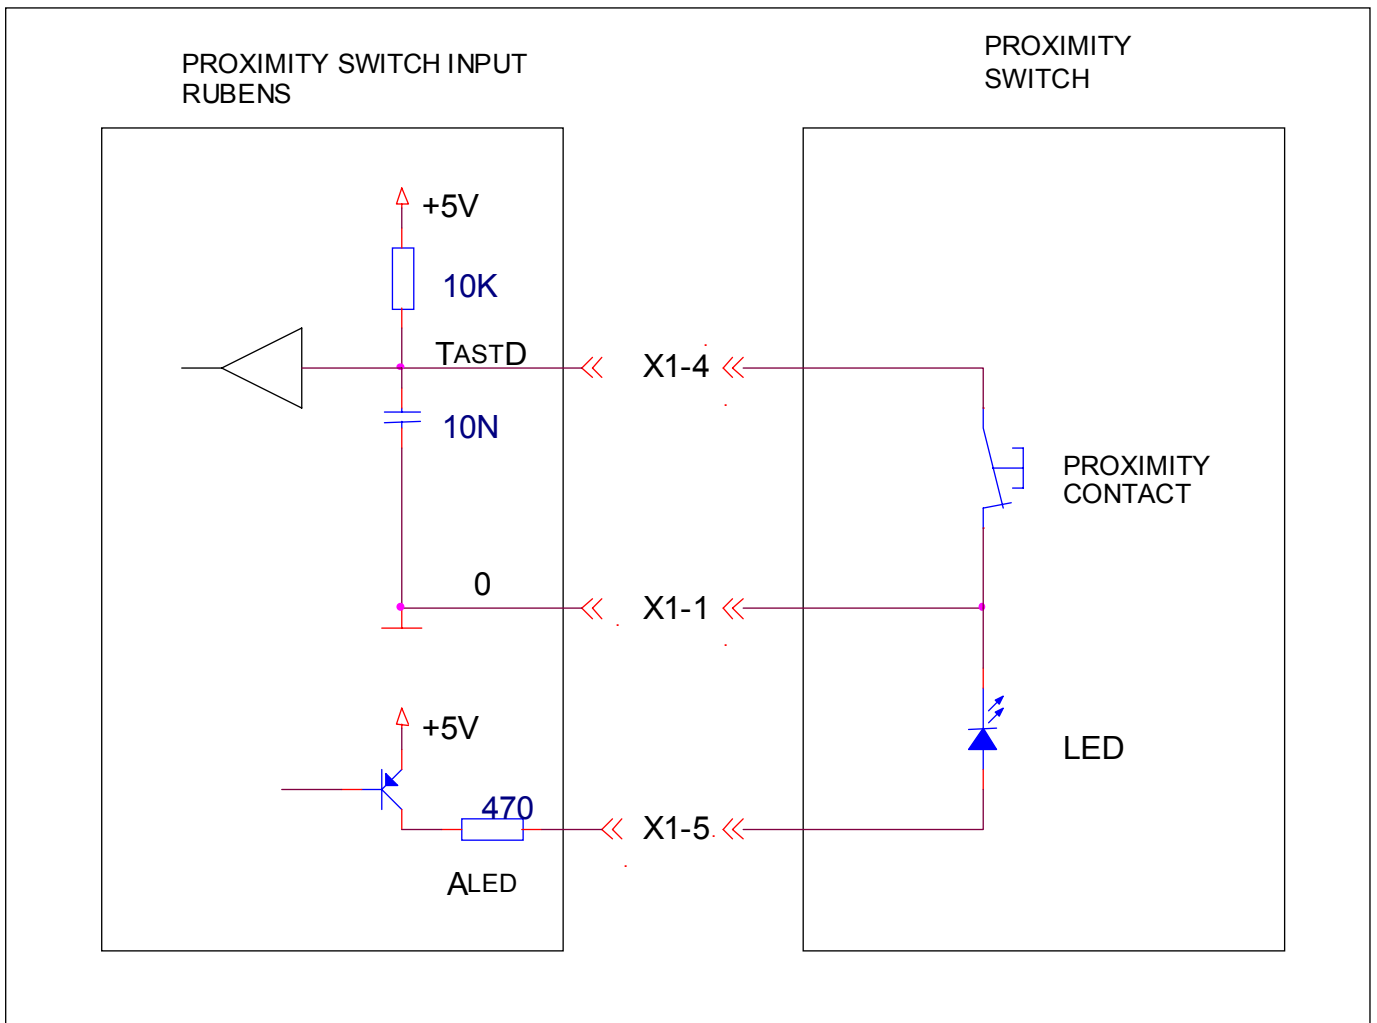 PROXIMITY SWITCH INPUT
RUBENS
PROXIMITY
SWITCH
+5V
10K
TASTD
X1-4
10N
PROXIMITY
CONTACT
0
X1-1
+5V
LED
470
X1-5
ALED